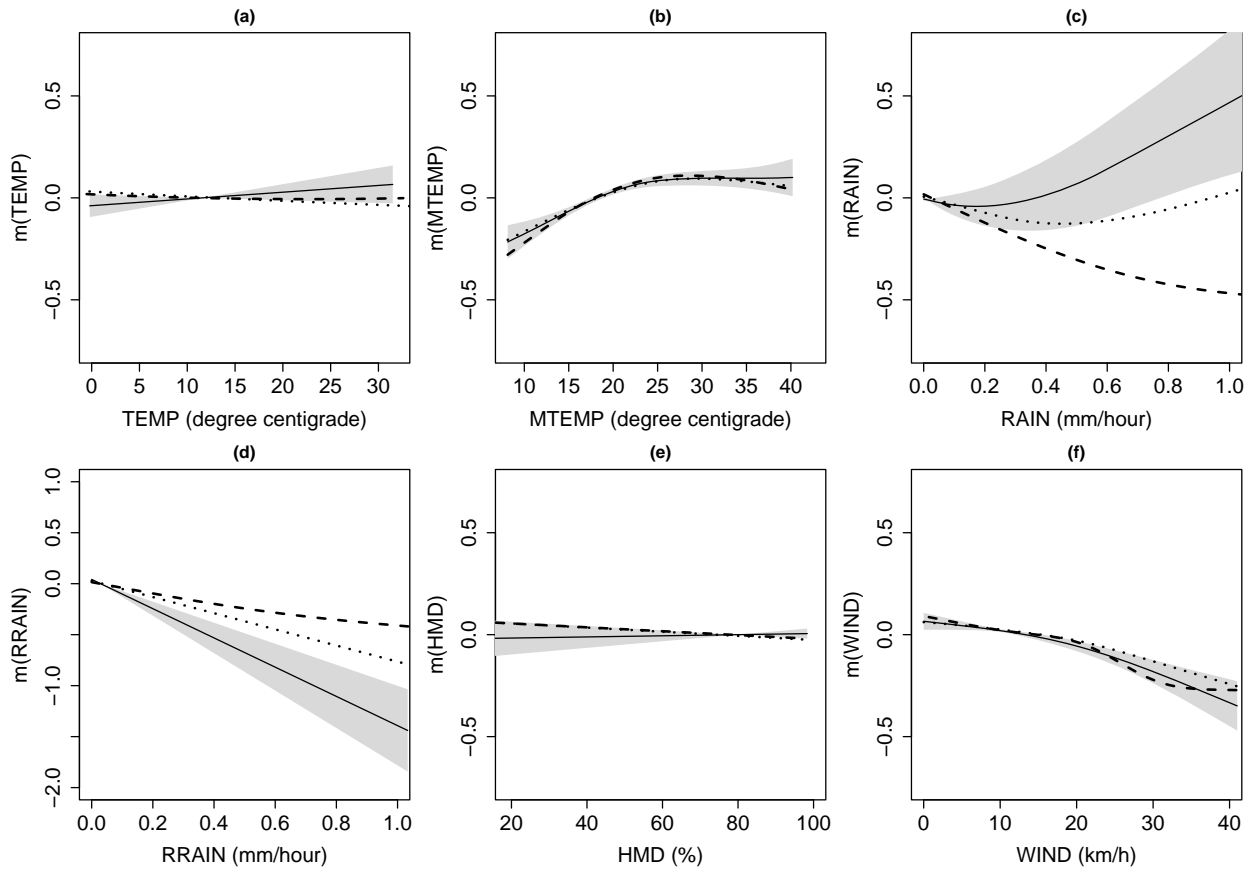 (a)
m(TEMP)
0.5
0.0
−0.5
0 5 10 15 20 25 30
TEMP (degree centigrade)
(b)
m(MTEMP)
0.5
0.0
−0.5
10 15 20 25 30 35 40
MTEMP (degree centigrade)
(c)
m(RAIN)
0.5
0.0
−0.5
0.0 0.2 0.4 0.6 0.8 1.0
RAIN (mm/hour)
(d)
m(RRAIN)
1.0
0.0
−1.0
−2.0
0.0 0.2 0.4 0.6 0.8 1.0
RRAIN (mm/hour)
(e)
m(HMD)
0.5
0.0
−0.5
20 40 60 80 100
HMD (%)
(f)
m(WIND)
0.5
0.0
−0.5
0 10 20 30 40
WIND (km/h)